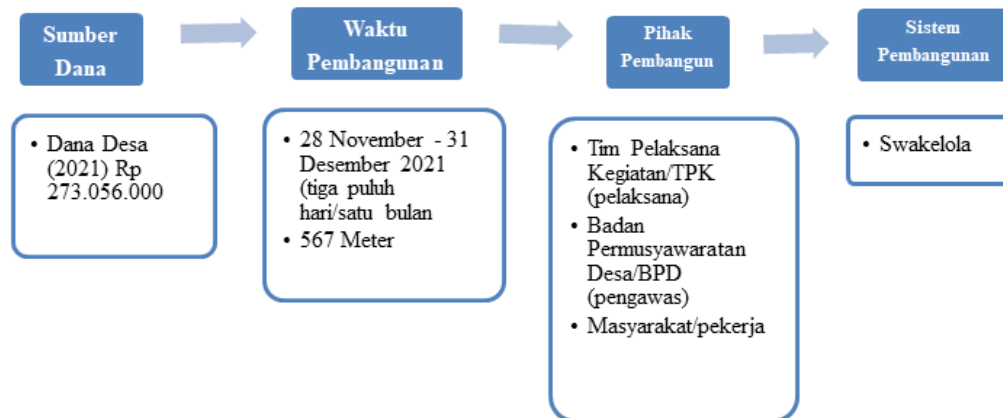 Sumber
Dana
Waktu
Pembangunan
Pihak
Pembangun
Sistem
Pembangunan
• Dana Desa
(2021) Rp
273.056.000
• 28 November - 31
Desember 2021
(tiga puluh
hari/satu bulan
• 567 Meter
• Tim Pelaksana
Kegiatan/TPK
(pelaksana)
• Badan
Permusyawaratan
Desa/BPD
(pengawas)
• Masyarakat/pekerja
• Swakelola